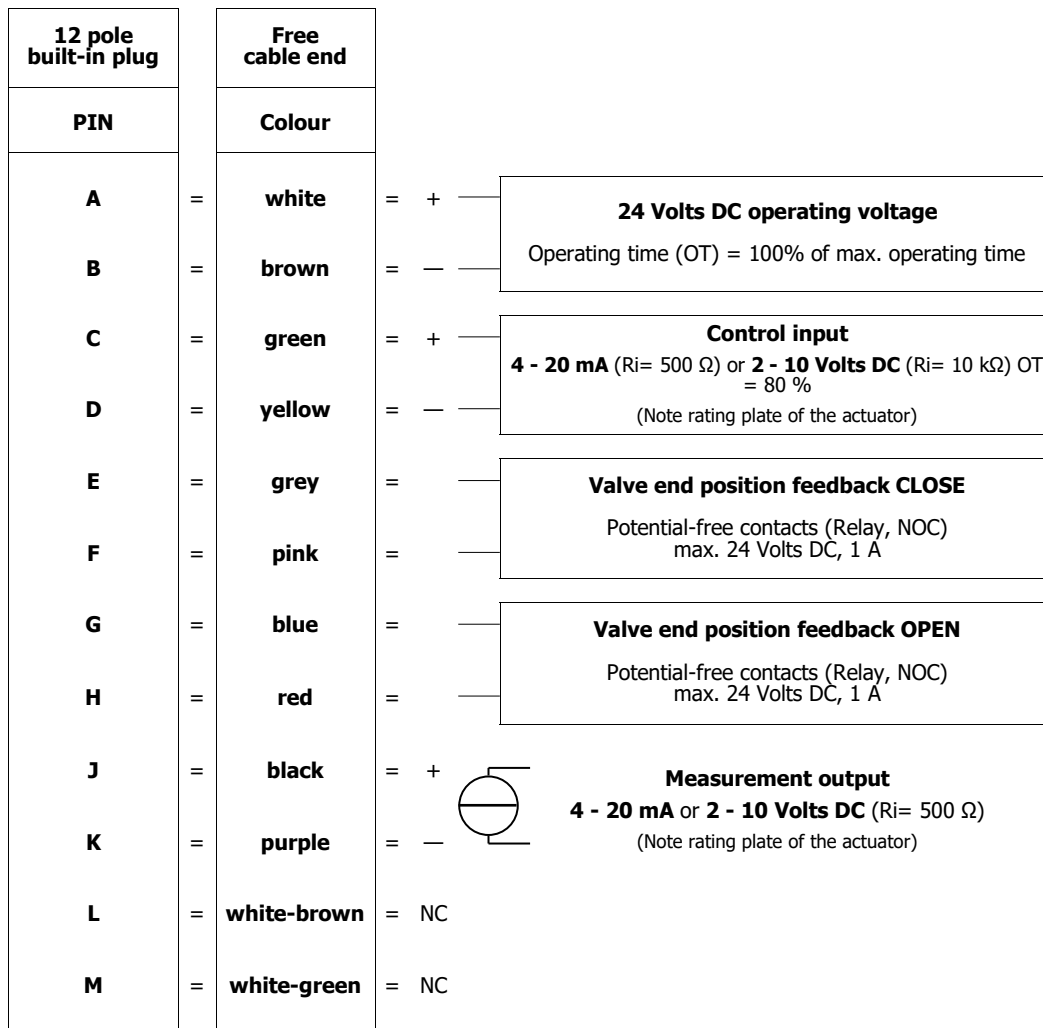 12 pole
built-in plug
Free
cable end
PIN
Colour
A = white = + —
24 Volts DC operating voltage
Operating time (OT) = 100% of max. operating time
B = brown = —
C = green = +
Control input
4 - 20 mA (Ri= 500 Ω) or 2 - 10 Volts DC (Ri= 10 kΩ) OT
= 80 %
(Note rating plate of the actuator)
D = yellow = —
E = grey =
Valve end position feedback CLOSE
Potential-free contacts (Relay, NOC)
max. 24 Volts DC, 1 A
F = pink =
G = blue =
Valve end position feedback OPEN
Potential-free contacts (Relay, NOC)
max. 24 Volts DC, 1 A
H = red =
J = black = +
Measurement output
4 - 20 mA or 2 - 10 Volts DC (Ri= 500 Ω)
(Note rating plate of the actuator)
K = purple = —
L = white-brown = NC
M = white-green = NC